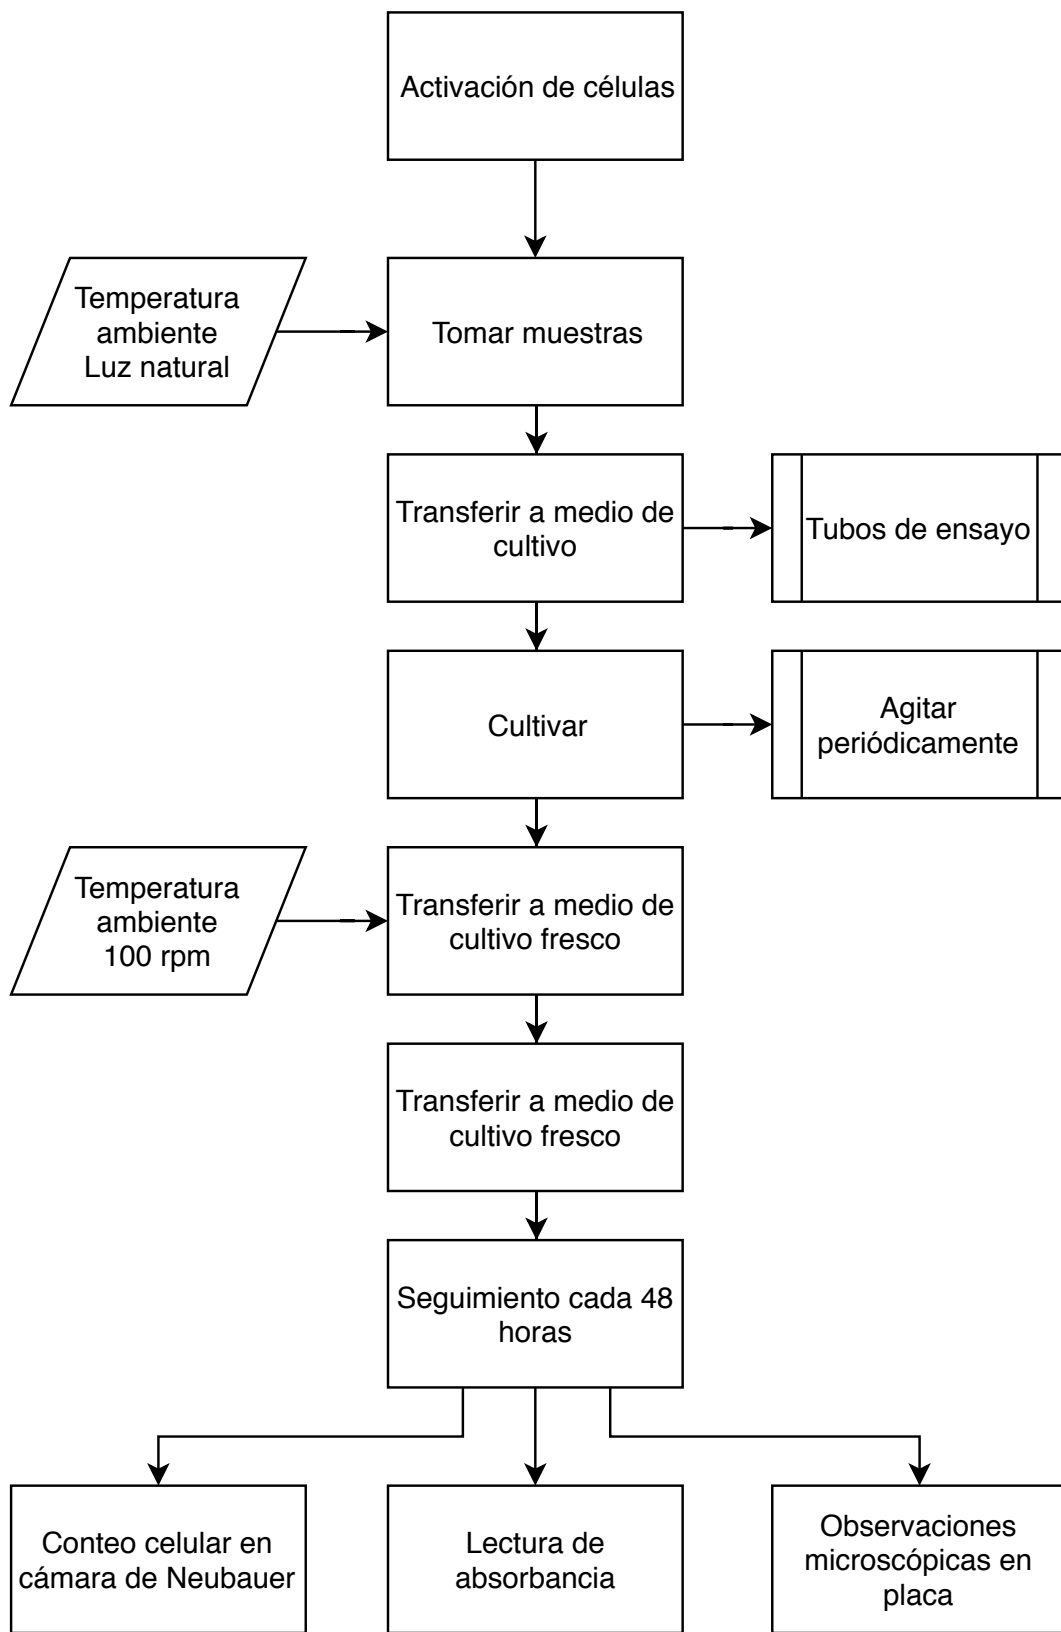 Activación de células
Temperatura
ambiente
Luz natural
Tomar muestras
Transferir a medio de
cultivo
Tubos de ensayo
Cultivar
Agitar
periódicamente
Temperatura
ambiente
100 rpm
Transferir a medio de
cultivo fresco
Transferir a medio de
cultivo fresco
Seguimiento cada 48
horas
Conteo celular en
cámara de Neubauer
Lectura de
absorbancia
Observaciones
microscópicas en
placa